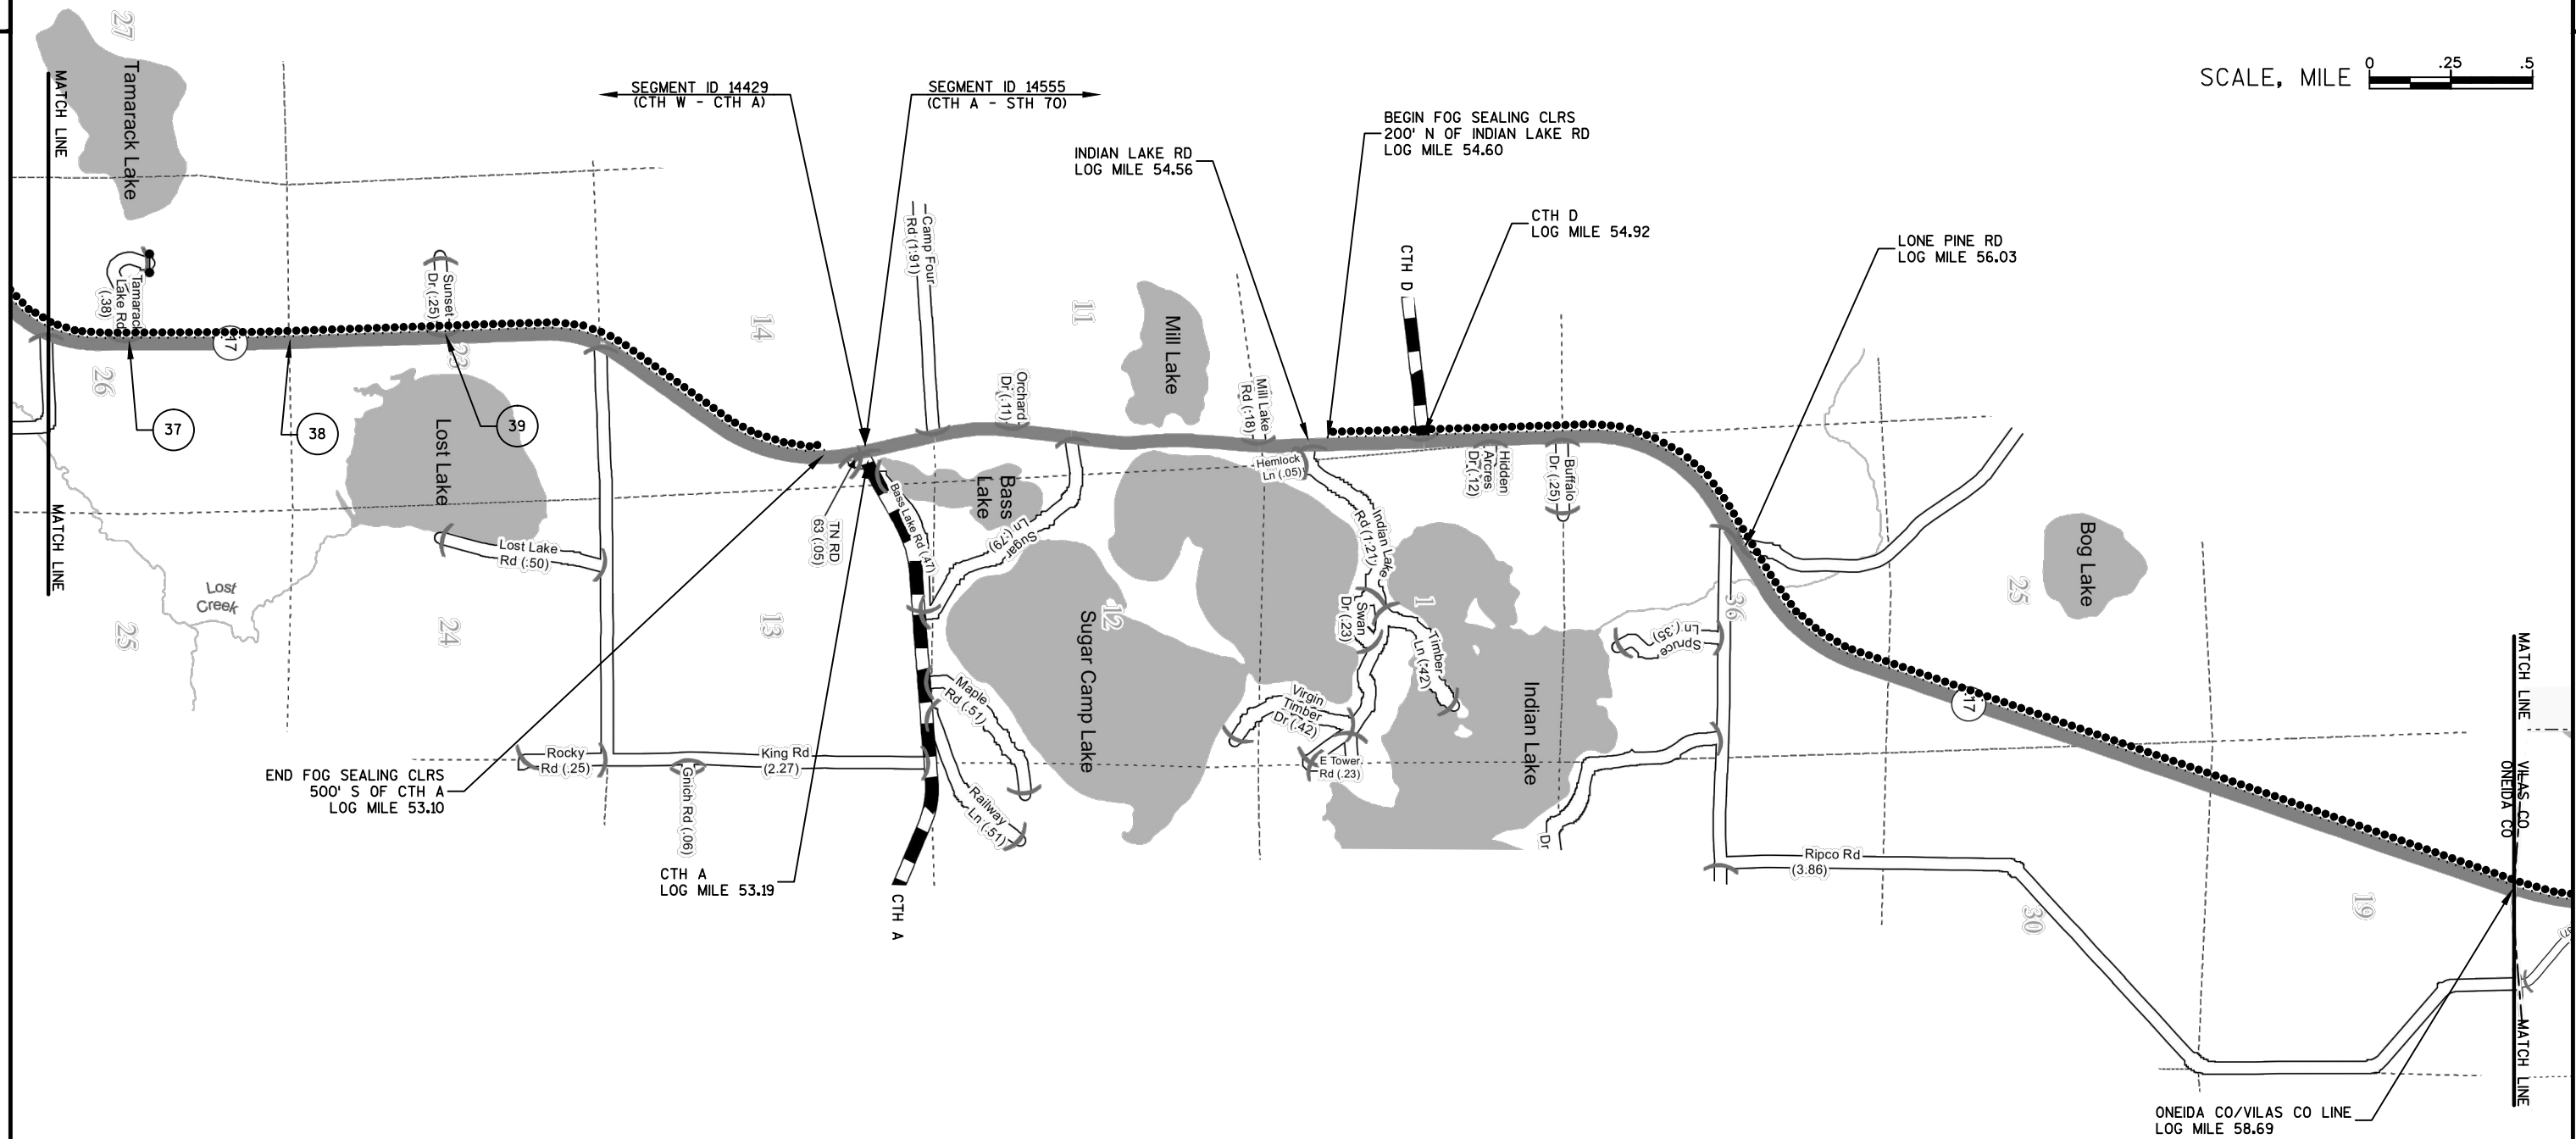 27
Tamarack Lake
MATCH LINE
MATCH LINE
SCALE, MILE
0 .25 .5
SEGMENT ID 14429
(CTH W - CTH A)
SEGMENT ID 14555
(CTH A - STH 70)
BEGIN FOG SEALING CLRS
200' N OF INDIAN LAKE RD
LOG MILE 54.60
INDIAN LAKE RD
LOG MILE 54.56
CTH D
LOG MILE 54.92
LONE PINE RD
LOG MILE 56.03
CTH D
Tamarack
Lake Rd
(.38)
Sunset
Dr (.25)
Camp Four
Rd (1.91)
14
11
Mill Lake
17
23
26
37
38
39
Lost Lake
Orchard
Dr (.11)
Mill Lake
Rd (.18)
Hemlock
Ln (.05)
Hidden
Arcres
Dr (.12)
Buffalo
Dr (.25)
Bass
Lake
Bass Lake Rd (.47)
TN RD
63 (.05)
Sugar
Ln (.79)
Indian Lake
Rd (1.21)
Lost Lake
Rd (.50)
Lost
Creek
25
24
13
12
1
36
25
Bog Lake
Swan
Dr (.23)
Timber
Ln (.42)
Spruce
Ln (.35)
Sugar Camp Lake
Indian Lake
Maple
Rd (.51)
Virgin
Timber
Dr (.42)
E Tower
Rd (.23)
17
MATCH LINE
VILAS CO
ONEIDA CO
Rocky
Rd (.25)
King Rd
(2.27)
Gnirich Rd (.06)
Railway
Ln (.51)
Dr
END FOG SEALING CLRS
500' S OF CTH A
LOG MILE 53.10
CTH A
LOG MILE 53.19
CTH A
Ripco Rd
(3.86)
30
19
MATCH LINE
ONEIDA CO/VILAS CO LINE
LOG MILE 58.69